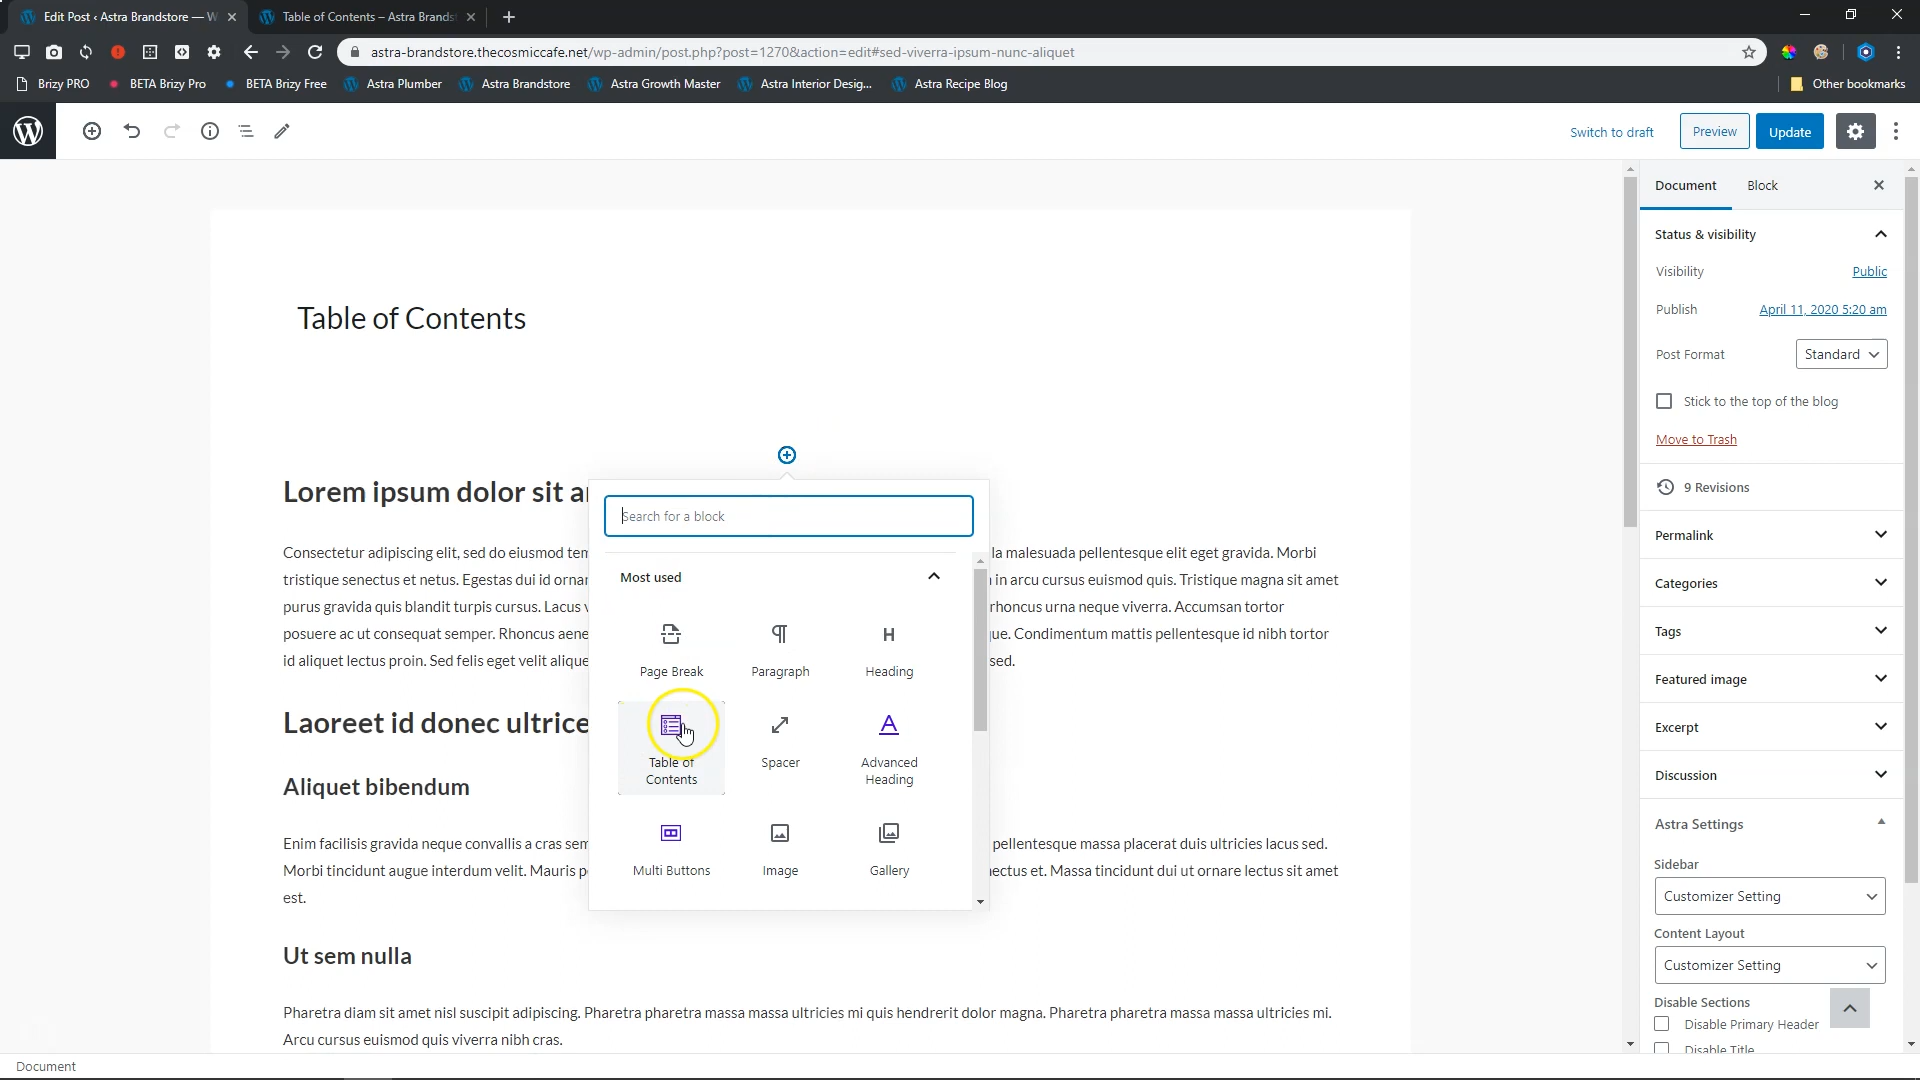 Edit Post ‹ Astra Brandstore — W
Table of Contents – Astra Brandst
astra-brandstore.thecosmiccafe.net/wp-admin/post.php?post=1270&action=edit#sed-viverra-ipsum-nunc-aliquet
Brizy PRO
BETA Brizy Pro
BETA Brizy Free
Astra Plumber
Astra Brandstore
Astra Growth Master
Astra Interior Desig...
Astra Recipe Blog
Other bookmarks
Switch to draft
Preview
Update
Table of Contents
Lorem ipsum dolor sit a
Consectetur adipiscing elit, sed do eiusmod ten
la malesuada pellentesque elit eget gravida. Morbi
tristique senectus et netus. Egestas dui id ornar
in arcu cursus euismod quis. Tristique magna sit amet
purus gravida quis blandit turpis cursus. Lacus v
rhoncus urna neque viverra. Accumsan tortor
posuere ac ut consequat semper. Rhoncus aene
ue. Condimentum mattis pellentesque id nibh tortor
id aliquet lectus proin. Sed felis eget velit alique
sed.
Laoreet id donec ultrice
Aliquet bibendum
Enim facilisis gravida neque convallis a cras sem
pellentesque massa placerat duis ultricies lacus sed.
Morbi tincidunt augue interdum velit. Mauris p
ectus et. Massa tincidunt dui ut ornare lectus sit amet
est.
Ut sem nulla
Pharetra diam sit amet nisl suscipit adipiscing. Pharetra pharetra massa massa ultricies mi quis hendrerit dolor magna. Pharetra pharetra massa massa ultricies mi.
Arcu cursus euismod quis viverra nibh cras.
Search for a block
Most used
Page Break
Paragraph
Heading
Table of
Contents
Spacer
Advanced
Heading
Multi Buttons
Image
Gallery
Document
Block
Status & visibility
Visibility
Public
Publish
April 11, 2020 5:20 am
Post Format
Standard
Stick to the top of the blog
Move to Trash
9 Revisions
Permalink
Categories
Tags
Featured image
Excerpt
Discussion
Astra Settings
Sidebar
Customizer Setting
Content Layout
Customizer Setting
Disable Sections
Disable Primary Header
Disable Title
Document